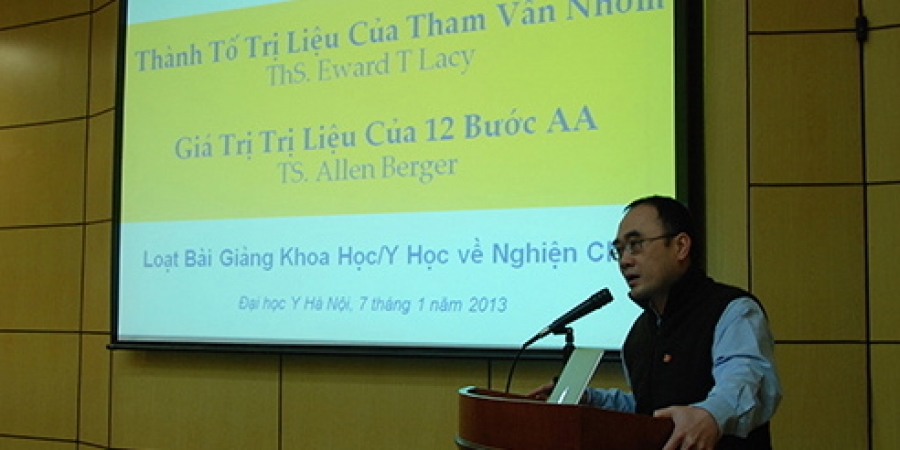 Thành Tố Trị Liệu Của Tham Vấn Nhóm
ThS. Eward T Lacy
Giá Trị Trị Liệu Của 12 Bước AA
TS. Allen Berger
Loạt Bài Giảng Khoa Học/Y Học về Nghiện
Đại học Y Hà Nội, 7 tháng 1 năm 2013